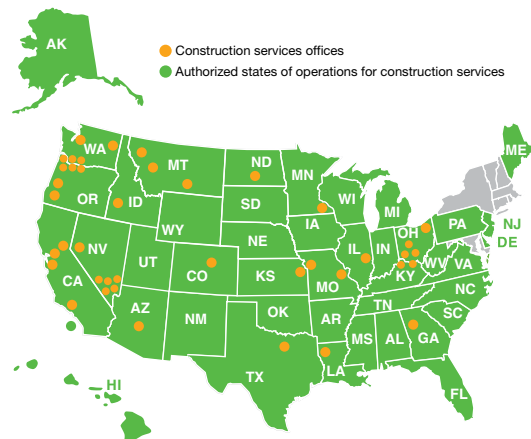 AK
Construction services offices
Authorized states of operations for construction services
ME
WA
MT
ND
MN
OR
ID
SD
WI
MI
NJ
WY
IA
PA
DE
NE
OH
NV
UT
IL
IN
WV
VA
CO
KS
MO
KY
CA
NC
TN
AZ
NM
OK
AR
SC
MS
AL
GA
TX
LA
HI
FL